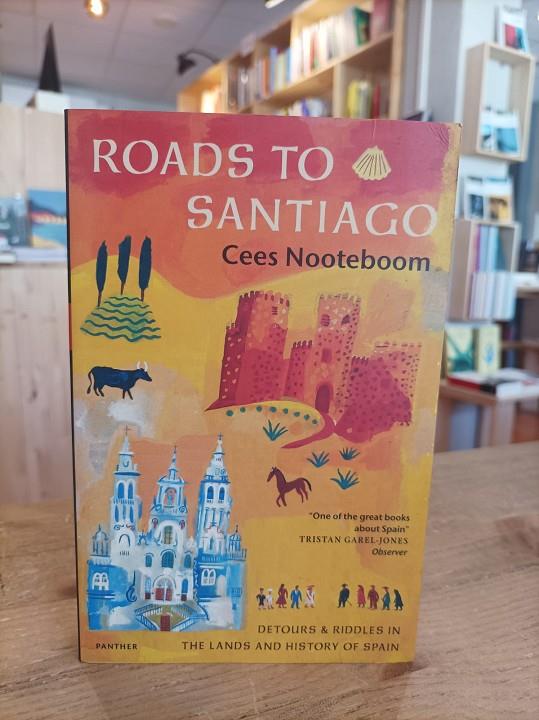 ROADS TO
SANTIAGO
Cees Nooteboom
"One of the great books
about Spain"
TRISTAN GAREL-JONES
Observer
DETOURS & RIDDLES IN
THE LANDS AND HISTORY OF SPAIN
PANTHER